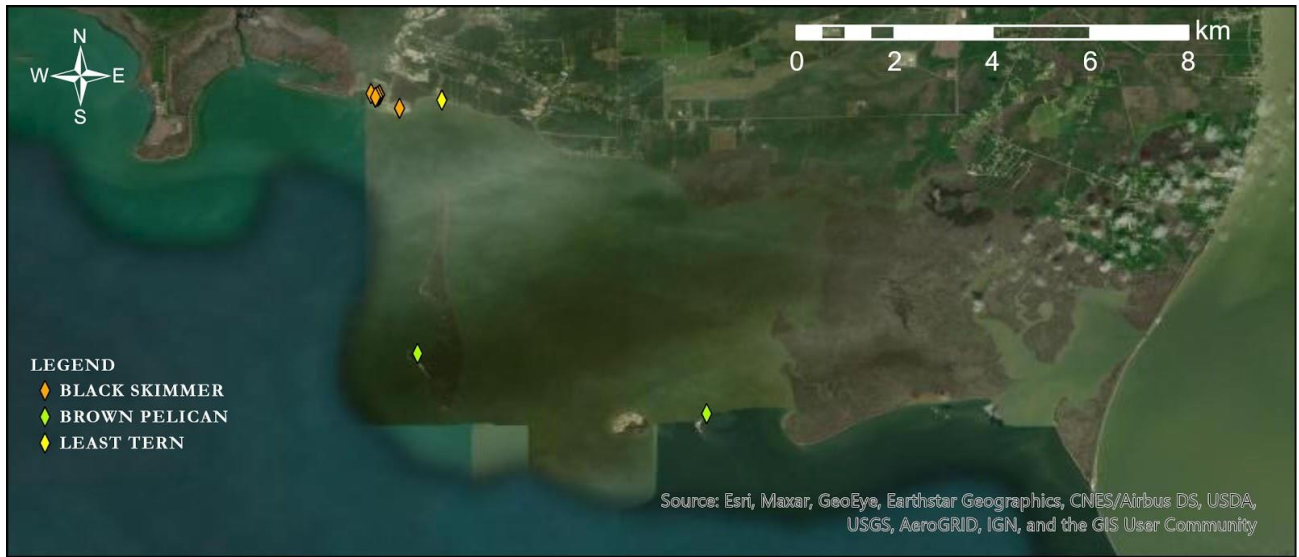 N
W E
S
km
0 2 4 6 8
LEGEND
BLACK SKIMMER
BROWN PELICAN
LEAST TERN
Source: Esri, Maxar, GeoEye, Earthstar Geographics, CNES/Airbus DS, USDA,
USGS, AeroGRID, IGN, and the GIS User Community